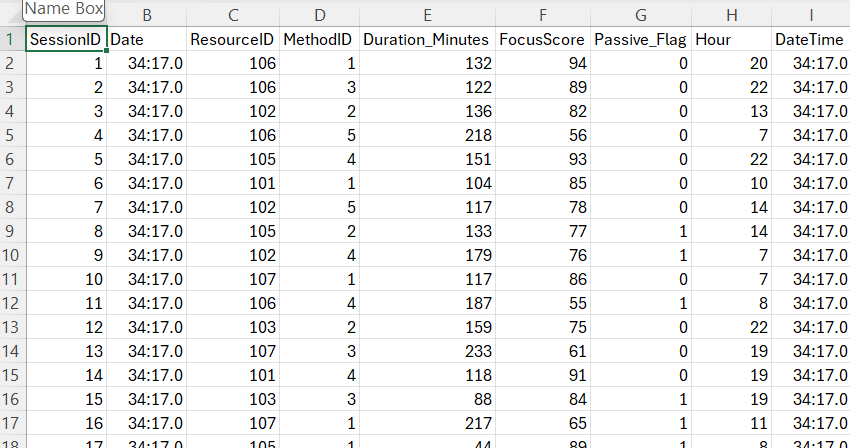 Name Box
B C D E F G H I
1 SessionID Date ResourceID MethodID Duration_Minutes FocusScore Passive_Flag Hour DateTime
2 1 34:17.0 106 1 132 94 0 20 34:17.0
3 2 34:17.0 106 3 122 89 0 22 34:17.0
4 3 34:17.0 102 2 136 82 0 13 34:17.0
5 4 34:17.0 106 5 218 56 0 7 34:17.0
6 5 34:17.0 105 4 151 93 0 22 34:17.0
7 6 34:17.0 101 1 104 85 0 10 34:17.0
8 7 34:17.0 102 5 117 78 0 14 34:17.0
9 8 34:17.0 105 2 133 77 1 14 34:17.0
10 9 34:17.0 102 4 179 76 1 7 34:17.0
11 10 34:17.0 107 1 117 86 0 7 34:17.0
12 11 34:17.0 106 4 187 55 1 8 34:17.0
13 12 34:17.0 103 2 159 75 0 22 34:17.0
14 13 34:17.0 107 3 233 61 0 19 34:17.0
15 14 34:17.0 101 4 118 91 0 19 34:17.0
16 15 34:17.0 103 3 88 84 1 19 34:17.0
17 16 34:17.0 107 1 217 65 1 11 34:17.0
18 17 34:17.0 105 1 44 89 1 8 34:17.0